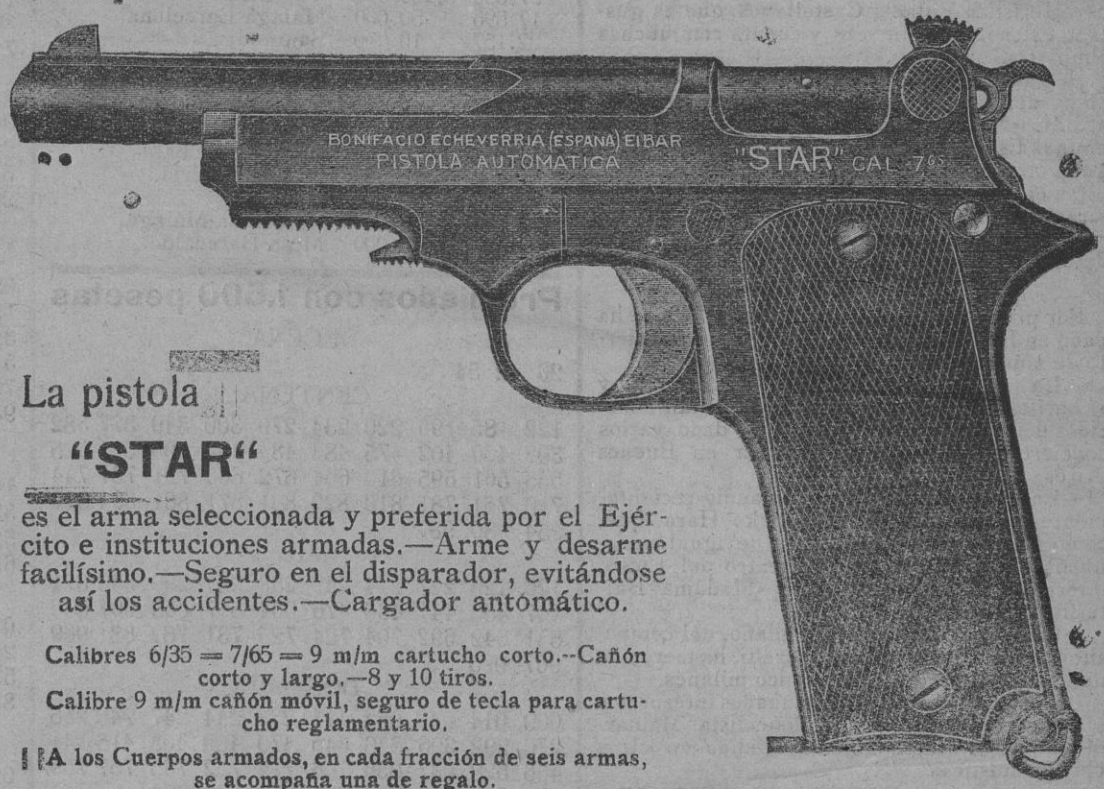 BONIFACIO ECHEVERRIA (ESPAÑA) EIBAR
PISTOLA AUTOMATICA
"STAR" CAL. 7⁶⁵
La pistola
“STAR“
es el arma seleccionada y preferida por el Ejér-
cito e instituciones armadas.—Arme y desarme
facilísimo.—Seguro en el disparador, evitándose
así los accidentes.—Cargador antomático.
Calibres 6/35 = 7/65 = 9 m/m cartucho corto.--Cañón
corto y largo.—8 y 10 tiros.
Calibre 9 m/m cañón móvil, seguro de tecla para cartu-
cho reglamentario.
A los Cuerpos armados, en cada fracción de seis armas,
se acompaña una de regalo.